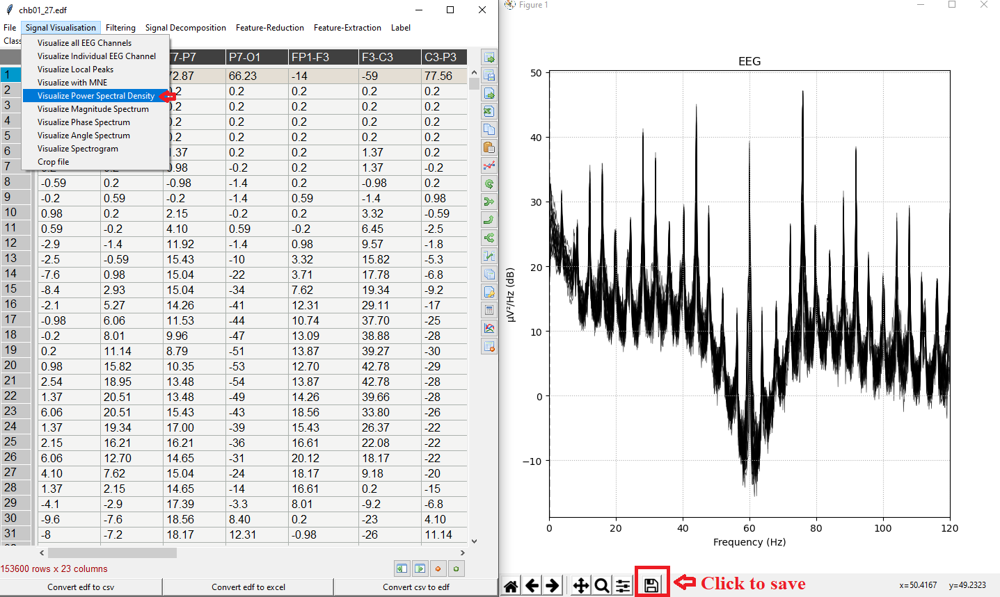 chb01_27.edf
File Signal Visualisation Filtering Signal Decomposition Feature-Reduction Feature-Extraction Label
Clas
Visualize all EEG Channels
Visualize Individual EEG Channel
Visualize Local Peaks
Visualize with MNE
Visualize Power Spectral Density
Visualize Magnitude Spectrum
Visualize Phase Spectrum
Visualize Angle Spectrum
Visualize Spectrogram
Crop file
T7-P7 P7-O1 FP1-F3 F3-C3 C3-P3
1 72.87 66.23 -14 -59 77.56
2 0.2 0.2 0.2 0.2 0.2
3 0.2 0.2 0.2 0.2 0.2
4 0.2 0.2 0.2 0.2 0.2
5 0.2 0.2 0.2 0.2 0.2
6 1.37 0.2 0.2 1.37 0.2
7 0.2 0.2 0.98 -0.2 0.2 1.37 -0.2
8 -0.59 0.2 -0.98 -1.4 0.2 -0.98 0.2
9 -0.2 0.59 -0.2 -1.4 0.59 -1.4 0.98
10 0.98 0.2 2.15 -0.2 0.2 3.32 -0.59
11 0.59 -0.2 4.10 0.59 -0.2 6.45 -2.5
12 -2.9 -1.4 11.92 -1.4 0.98 9.57 -1.8
13 -2.5 -0.59 15.43 -10 3.32 15.82 -5.3
14 -7.6 0.98 15.04 -22 3.71 17.78 -6.8
15 -8.4 2.93 15.04 -34 7.62 19.34 -9.2
16 -2.1 5.27 14.26 -41 12.31 29.11 -17
17 -0.98 6.06 11.53 -44 10.74 37.70 -25
18 -0.2 8.01 9.96 -47 13.09 38.88 -28
19 0.2 11.14 8.79 -51 13.87 39.27 -30
20 0.98 15.82 10.35 -53 12.70 42.78 -29
21 2.54 18.95 13.48 -54 13.87 42.78 -28
22 1.37 20.51 13.48 -49 14.26 39.66 -28
23 6.06 20.51 15.43 -43 18.56 33.80 -26
24 1.37 19.34 17.00 -39 15.43 26.37 -22
25 2.15 16.21 16.21 -36 16.61 22.08 -22
26 6.06 12.70 14.65 -31 20.12 18.17 -22
27 4.10 7.62 15.04 -24 18.17 9.18 -20
28 1.37 2.15 14.65 -14 16.61 0.2 -15
29 -4.1 -2.9 17.39 -3.3 8.01 -9.2 -6.8
30 -9.6 -7.6 18.56 8.40 0.2 -23 4.10
31 -8 -7.2 18.17 12.31 -0.98 -26 11.14
153600 rows x 23 columns
Convert edf to csv Convert edf to excel Convert csv to edf
Figure 1
EEG
50
40
30
20
10
0
−10
µV²/Hz (dB)
0 20 40 60 80 100 120
Frequency (Hz)
Click to save
x=50.4167 y=49.2323